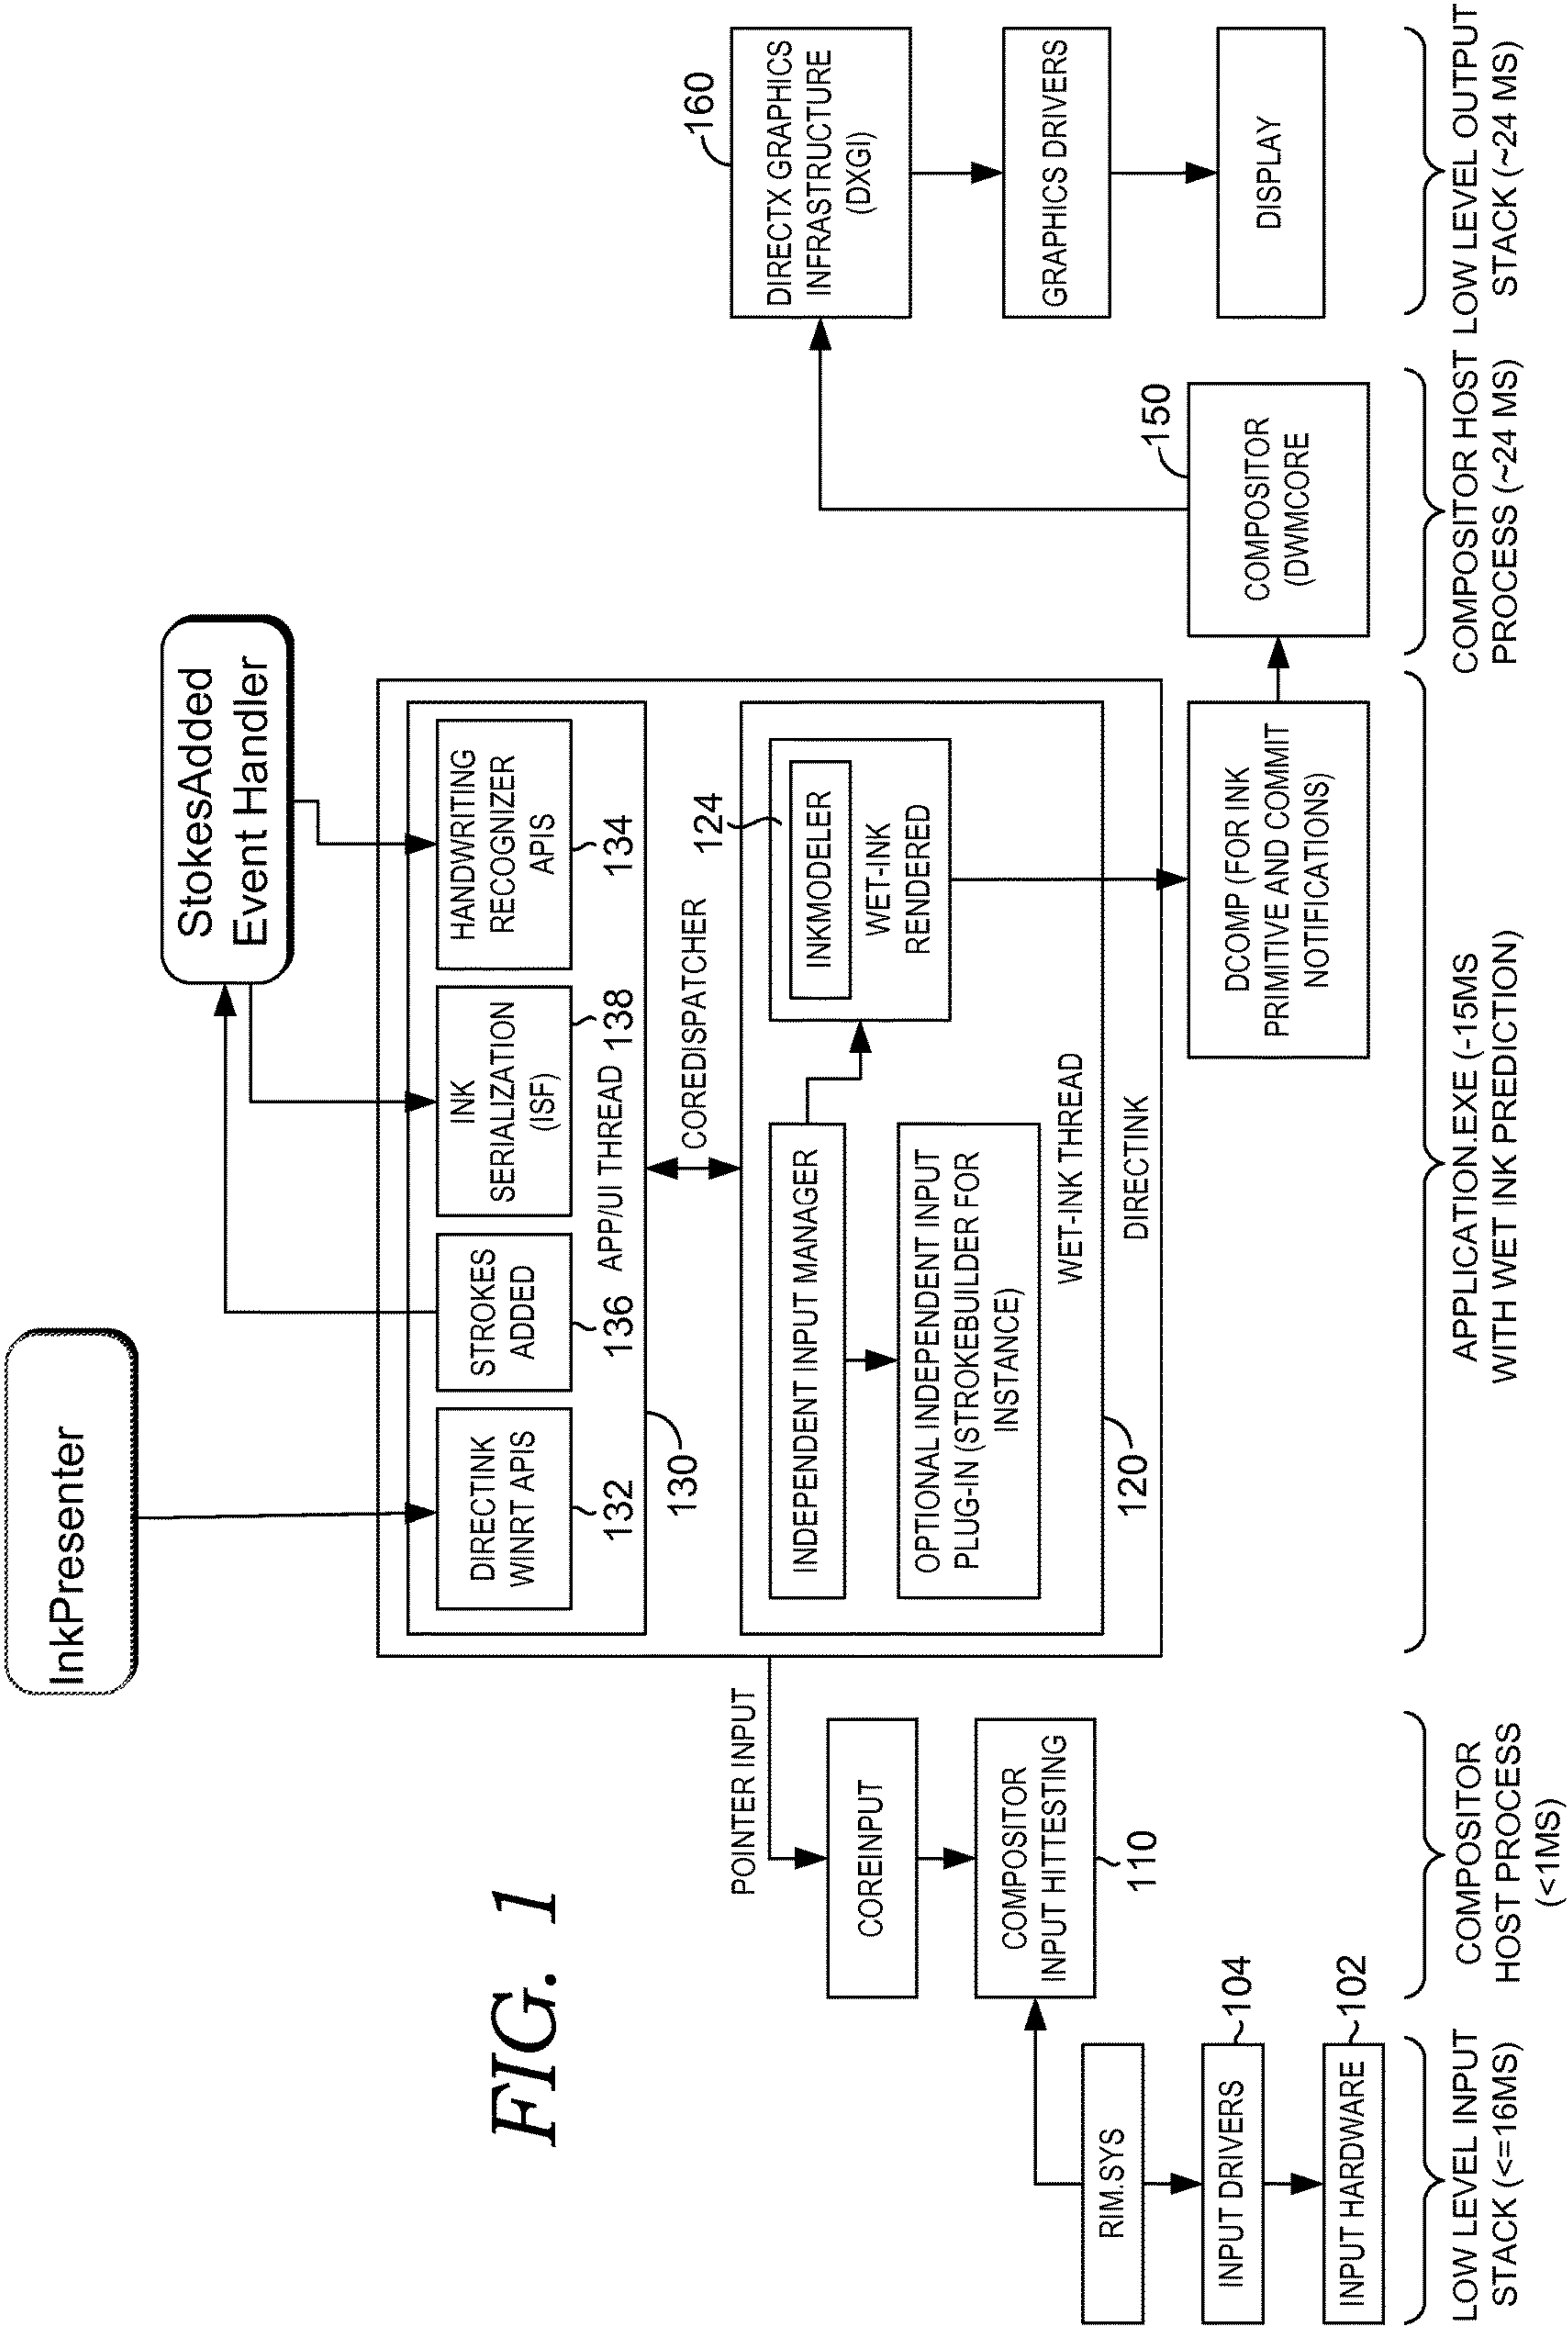 InkPresenter
StokesAdded
Event Handler
DIRECTINK
WINRT APIS
132
STROKES
ADDED
136
INK
SERIALIZATION
(ISF)
138
HANDWRITING
RECOGNIZER
APIS
134
APP/UI THREAD
130
COREDISPATCHER
INDEPENDENT INPUT MANAGER
OPTIONAL INDEPENDENT INPUT
PLUG-IN (STROKEBUILDER FOR
INSTANCE)
INKMODELER
WET-INK
RENDERED
124
WET-INK THREAD
120
DIRECTINK
POINTER INPUT
COREINPUT
COMPOSITOR
INPUT HITTESTING
110
RIM.SYS
INPUT DRIVERS
104
INPUT HARDWARE
102
DCOMP (FOR INK
PRIMITIVE AND COMMIT
NOTIFICATIONS)
COMPOSITOR
(DWMCORE
150
DIRECTX GRAPHICS
INFRASTRUCTURE
(DXGI)
160
GRAPHICS DRIVERS
DISPLAY
LOW LEVEL INPUT
STACK (<=16MS)
COMPOSITOR
HOST PROCESS
(<1MS)
APPLICATION.EXE (-15MS
WITH WET INK PREDICTION)
COMPOSITOR HOST
PROCESS (~24 MS)
LOW LEVEL OUTPUT
STACK (~24 MS)
FIG. 1